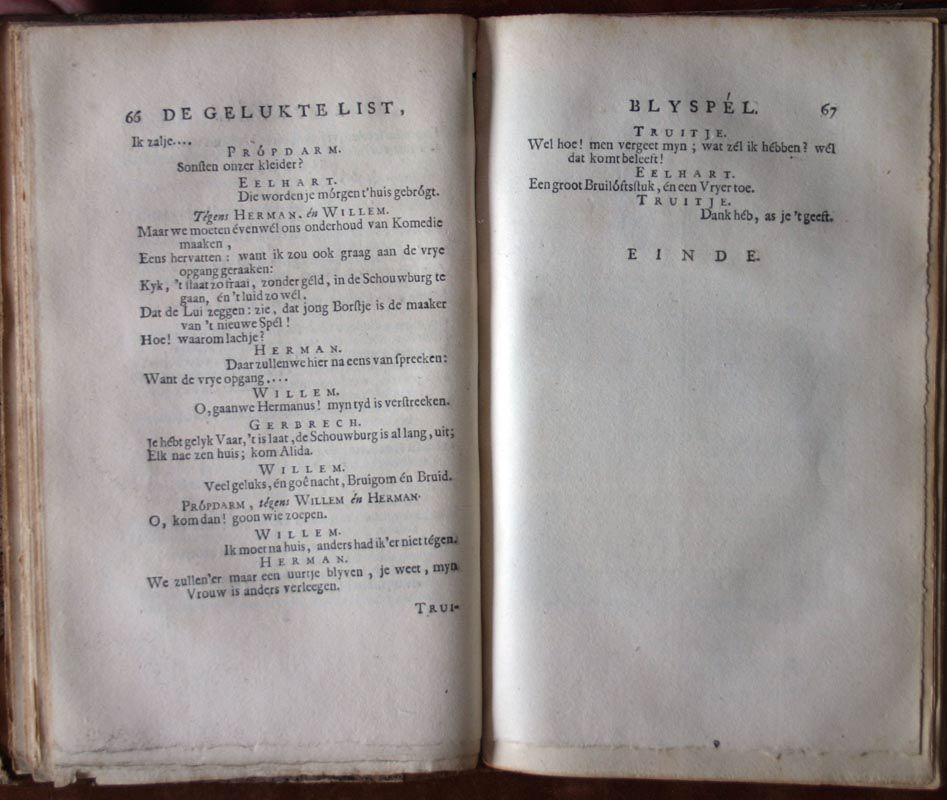 66 DE GELUKTE LIST,
Ik zalje....
PRÓPDARM.
Sonſten onzer kleider?
EELHART.
Die worden je mórgen t'huis gebrógt.
Tégens HERMAN. én WILLEM.
Maar we moeten évenwél ons onderhoud van Komedie
maaken,
Eens hervatten: want ik zou ook graag aan de vrye
opgang geraaken:
Kyk, 't ſtaat zo fraai, zonder géld, in de Schouwburg te
gaan, én 't luid zo wél.
Dat de Lui zeggen: zie, dat jong Borſtje is de maaker
van 't nieuwe Spél!
Hoe! waarom lachje?
HERMAN.
Daar zullen we hier na eens van ſpreeken:
Want de vrye opgang....
WILLEM.
O, gaanwe Hermanus! myn tyd is verſtreeken.
GERBRECH.
Je hébt gelyk Vaar, 't is laat, de Schouwburg is al lang, uit;
Elk nae zen huis; kom Alida.
WILLEM.
Veel geluks, én goê nacht, Bruigom én Bruid.
PRÓPDARM, tégens WILLEM én HERMAN.
O, kom dan! goon wie zoepen.
WILLEM.
Ik moet na huis, anders had ik'er niet tégen.
HERMAN.
We zullen'er maar een uurtje blyven, je weet, myn
Vrouw is anders verleegen.
TRUI-
BLYSPÉL. 67
TRUITJE.
Wel hoe! men vergeet myn; wat zél ik hébben? wél
dat komt beleeft!
EELHART.
Een groot Bruilóftsſtuk, én een Vryer toe.
TRUITJE.
Dank héb, as je 't geeft.
EINDE.